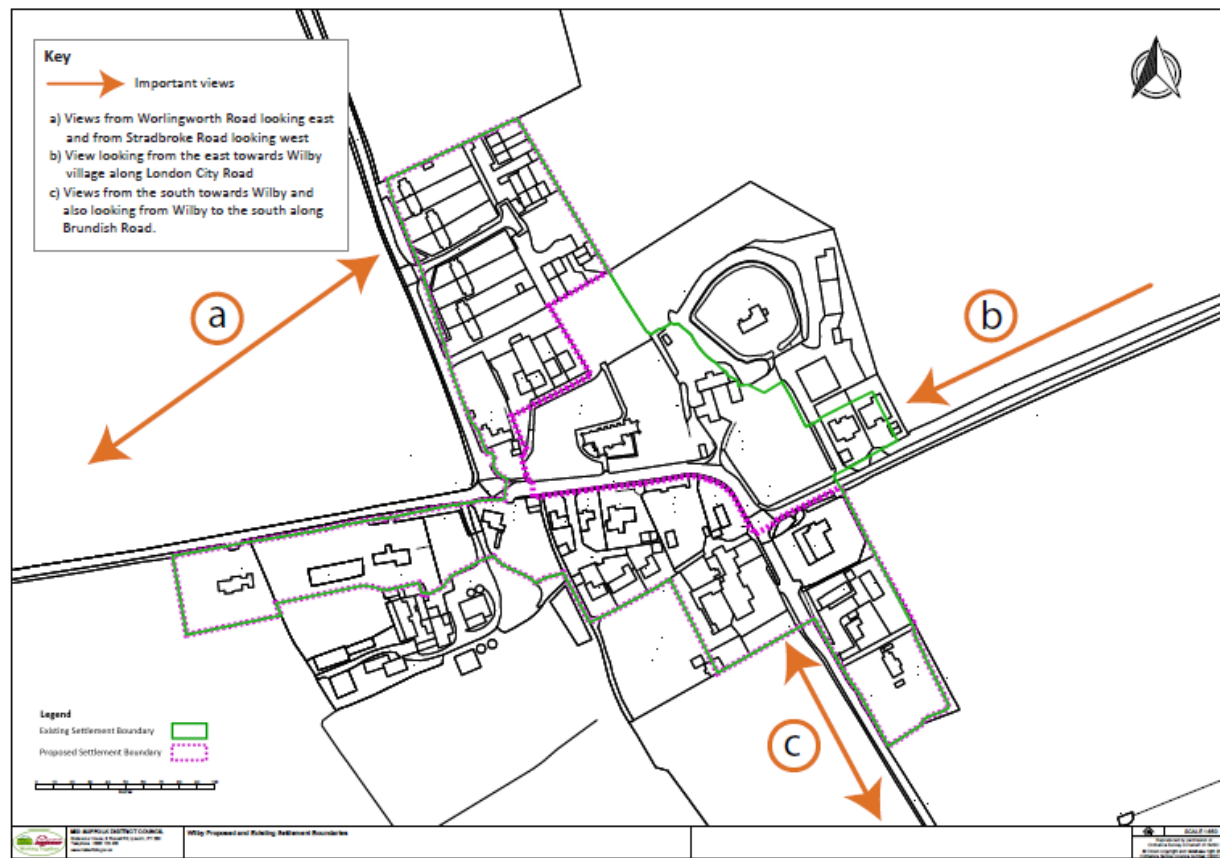 Key
Important views
a) Views from Worlingworth Road looking east
and from Stradbroke Road looking west
b) View looking from the east towards Wilby
village along London City Road
c) Views from the south towards Wilby and
also looking from Wilby to the south along
Brundish Road.
a
b
c
Legend
Existing Settlement Boundary
Proposed Settlement Boundary
MID SUFFOLK DISTRICT COUNCIL
Wilby Proposed and Existing Settlement Boundaries